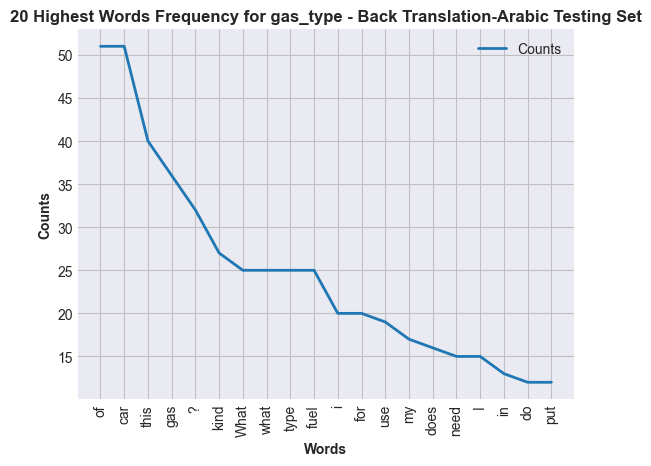 20 Highest Words Frequency for gas_type - Back Translation-Arabic Testing Set
Counts
50
45
40
35
30
25
20
15
Counts
of
car
this
gas
?
kind
What
what
type
fuel
i
for
use
my
does
need
I
in
do
put
Words